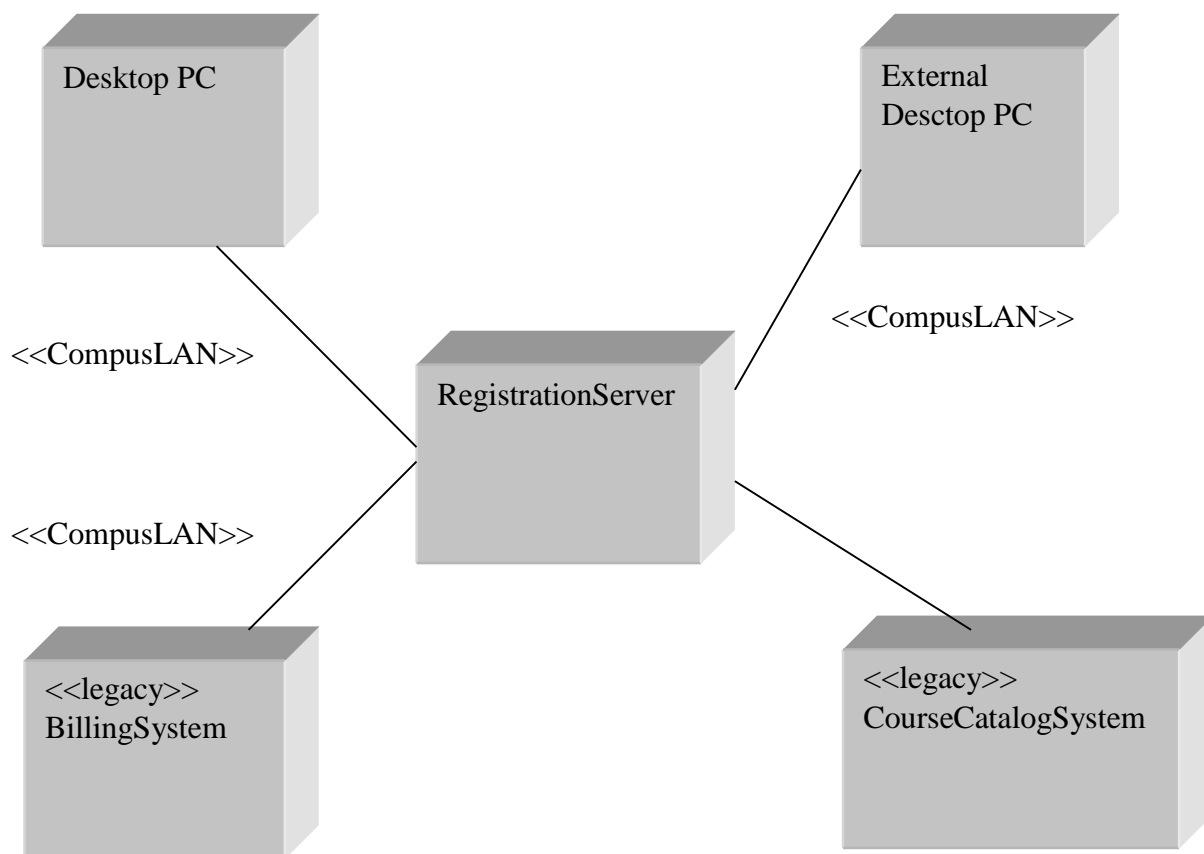 Desktop PC
External
Desctop PC
<<CompusLAN>>
<<CompusLAN>>
RegistrationServer
<<CompusLAN>>
<<legacy>>
BillingSystem
<<legacy>>
CourseCatalogSystem